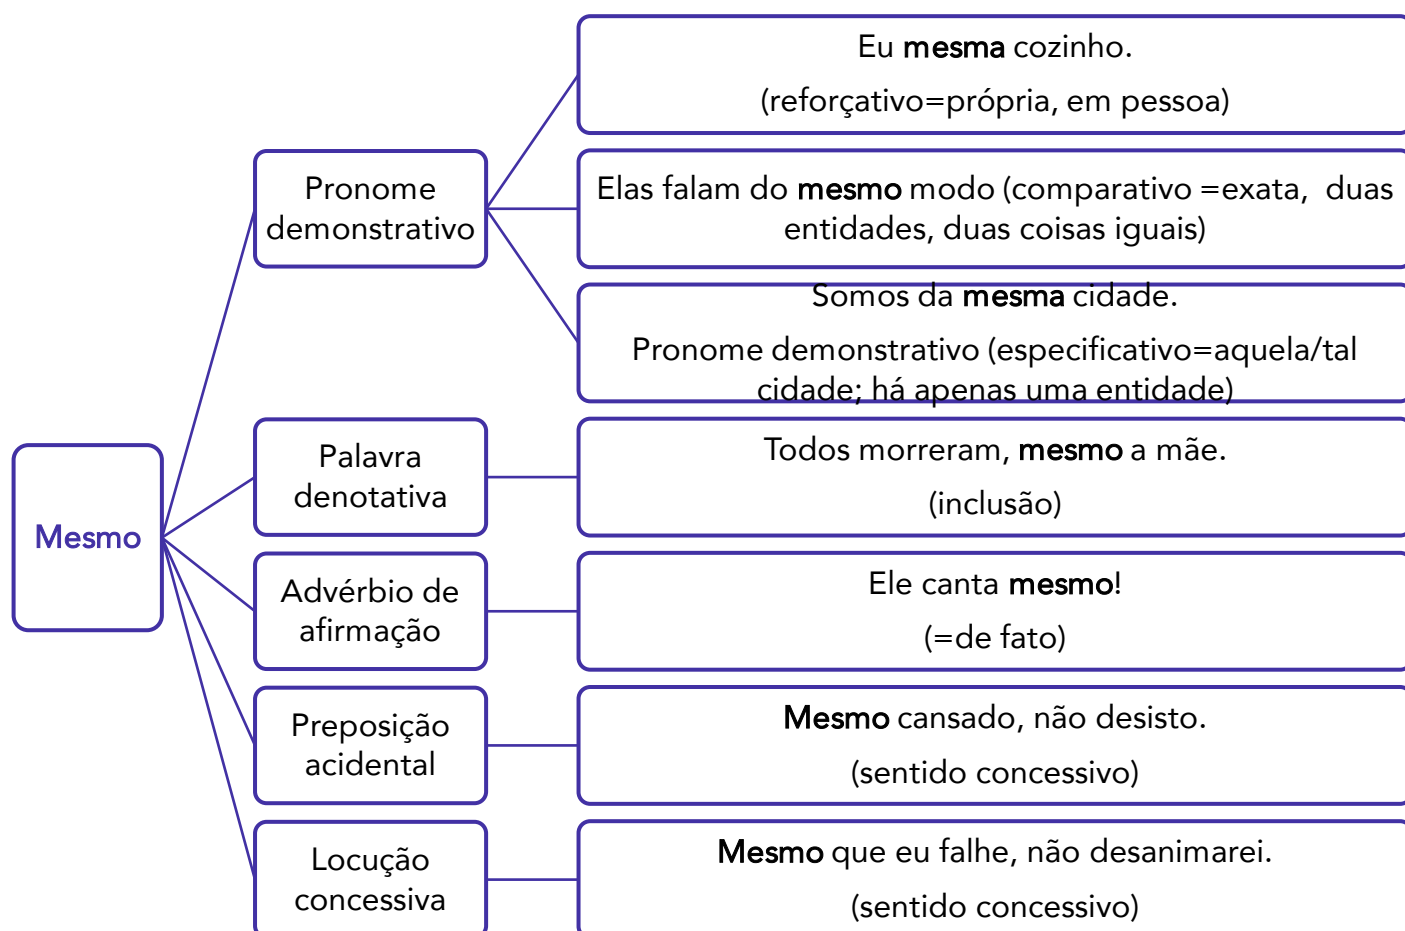 Mesmo
Pronome
demonstrativo
Eu mesma cozinho.
(reforçativo=própria, em pessoa)
Elas falam do mesmo modo (comparativo =exata, duas
entidades, duas coisas iguais)
Somos da mesma cidade.
Pronome demonstrativo (especificativo=aquela/tal
cidade; há apenas uma entidade)
Palavra
denotativa
Todos morreram, mesmo a mãe.
(inclusão)
Advérbio de
afirmação
Ele canta mesmo!
(=de fato)
Preposição
acidental
Mesmo cansado, não desisto.
(sentido concessivo)
Locução
concessiva
Mesmo que eu falhe, não desanimarei.
(sentido concessivo)